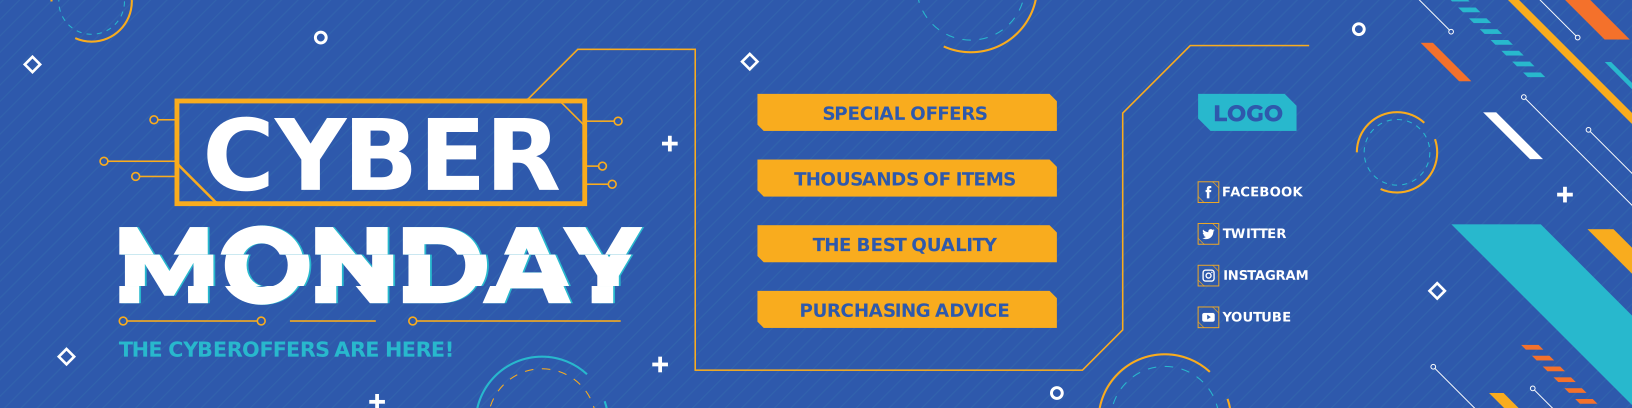 CYBER
MONDAY
THE CYBEROFFERS ARE HERE!
SPECIAL OFFERS
THOUSANDS OF ITEMS
THE BEST QUALITY
PURCHASING ADVICE
LOGO
FACEBOOK
TWITTER
INSTAGRAM
YOUTUBE